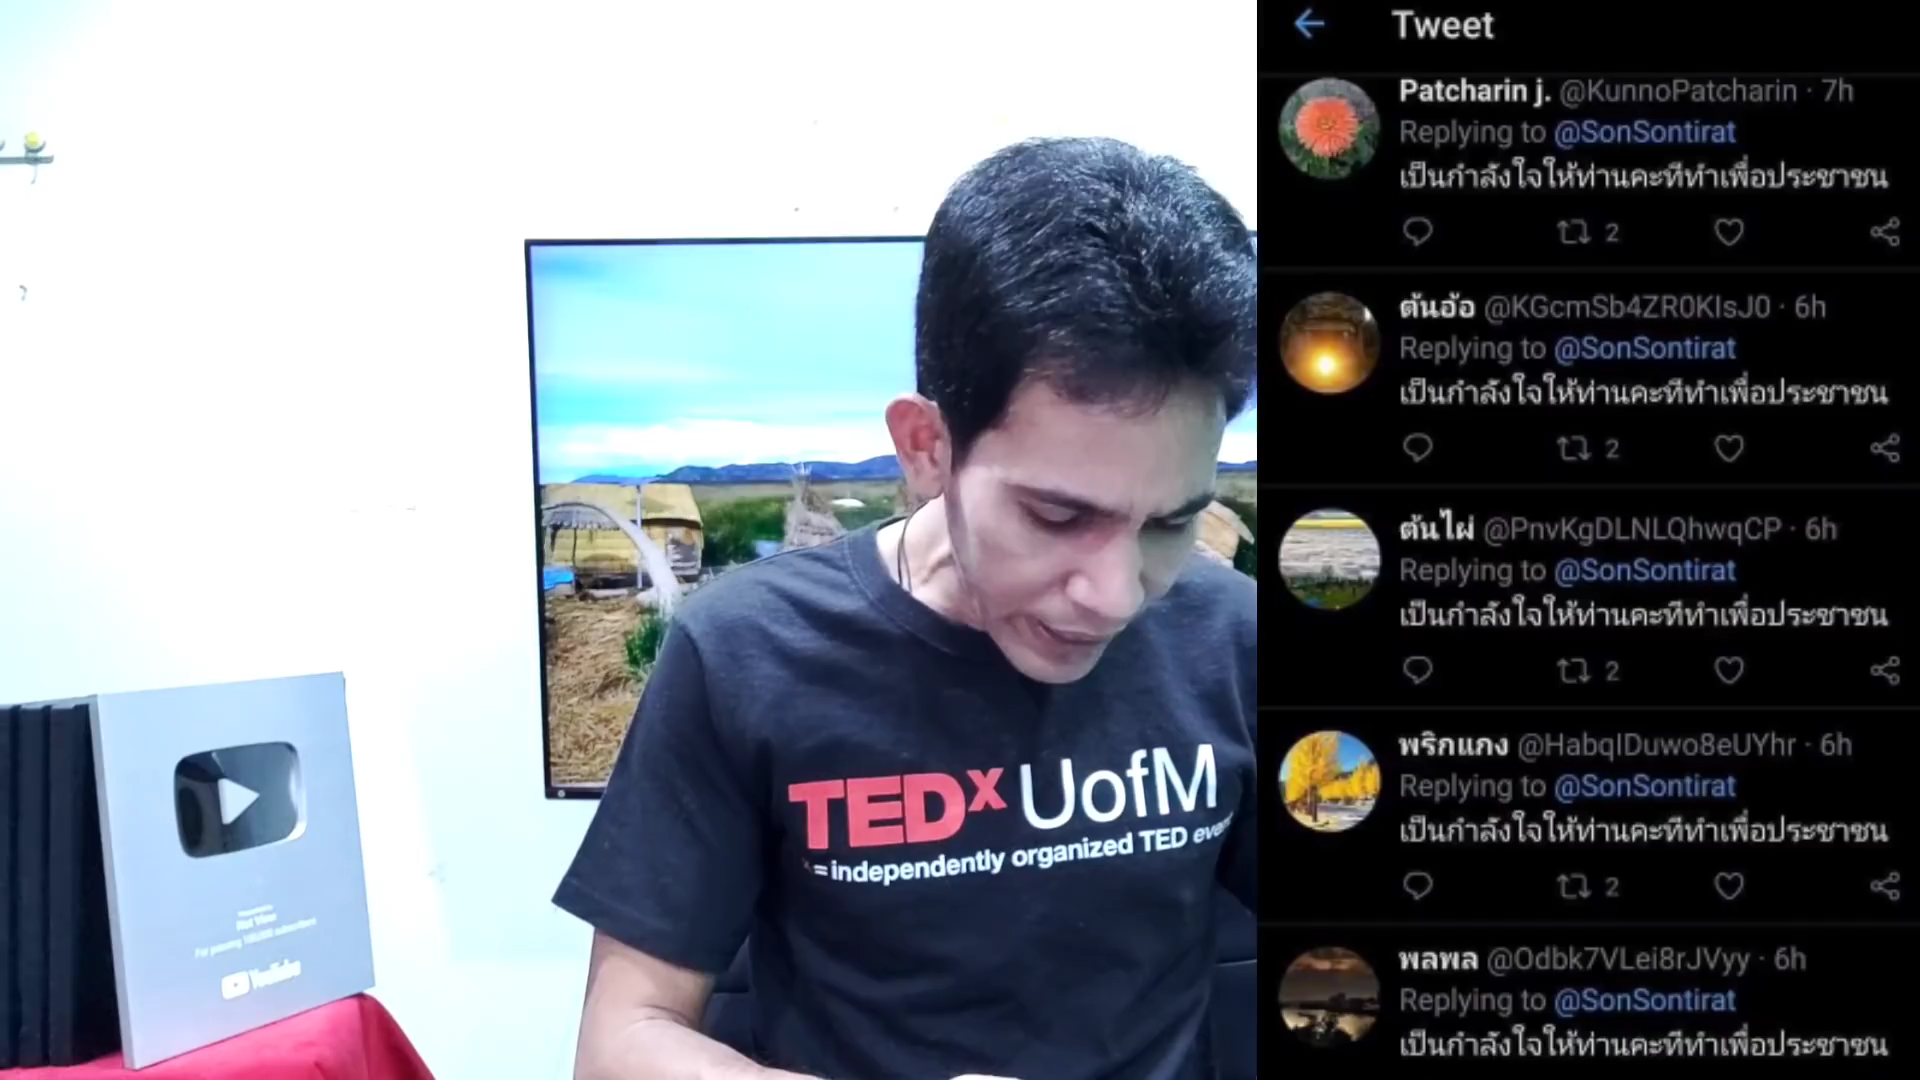 Tweet
Patcharin j. @KunnoPatcharin · 7h
Replying to @SonSontirat
เป็นกำลังใจให้ท่านคะทีทำเพื่อประชาชน
2
ต้นอ้อ @KGcmSb4ZR0KIsJ0 · 6h
Replying to @SonSontirat
เป็นกำลังใจให้ท่านคะทีทำเพื่อประชาชน
2
ต้นไผ่ @PnvKgDLNLQhwqCP · 6h
Replying to @SonSontirat
เป็นกำลังใจให้ท่านคะทีทำเพื่อประชาชน
2
พริกแกง @HabqIDuwo8eUYhr · 6h
Replying to @SonSontirat
เป็นกำลังใจให้ท่านคะทีทำเพื่อประชาชน
2
พลพล @Odbk7VLei8rJVyy · 6h
Replying to @SonSontirat
เป็นกำลังใจให้ท่านคะทีทำเพื่อประชาชน
TEDx UofM
x = independently organized TED event
For passing 100,000 subscribers
YouTube